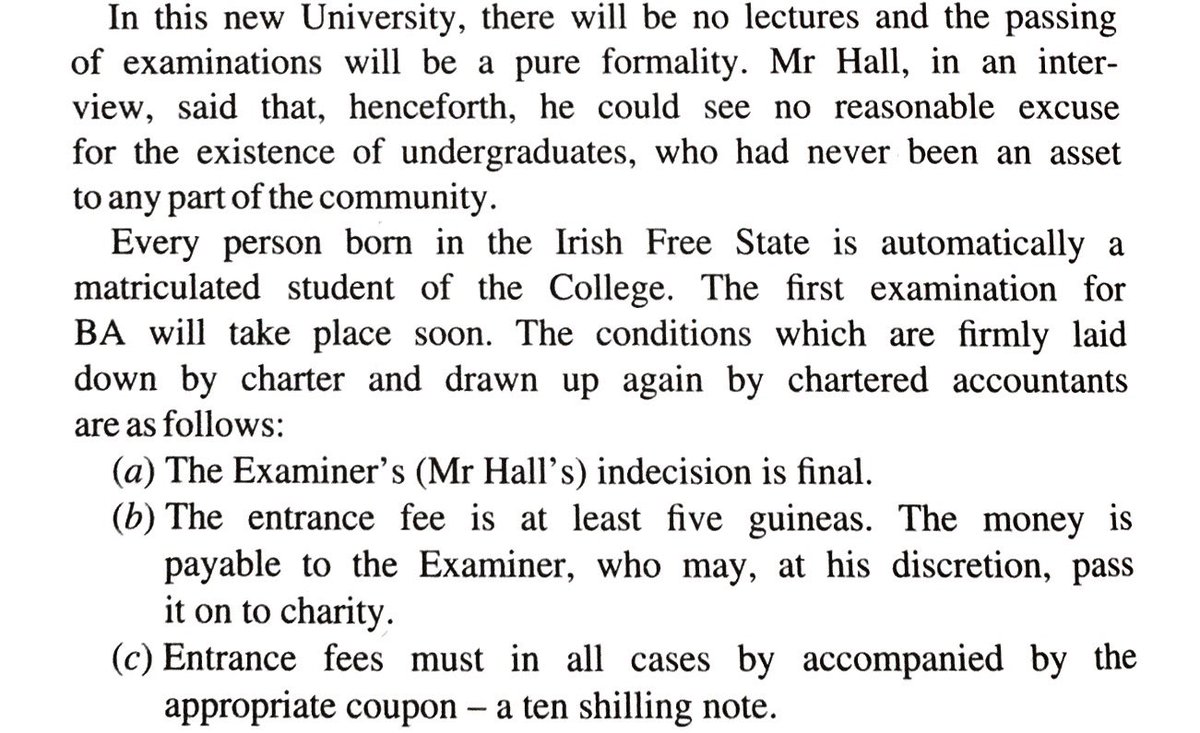 In this new University, there will be no lectures and the passing
of examinations will be a pure formality. Mr Hall, in an inter-
view, said that, henceforth, he could see no reasonable excuse
for the existence of undergraduates, who had never been an asset
to any part of the community.
Every person born in the Irish Free State is automatically a
matriculated student of the College. The first examination for
BA will take place soon. The conditions which are firmly laid
down by charter and drawn up again by chartered accountants
are as follows:
(a) The Examiner's (Mr Hall's) indecision is final.
(b) The entrance fee is at least five guineas. The money is
payable to the Examiner, who may, at his discretion, pass
it on to charity.
(c) Entrance fees must in all cases by accompanied by the
appropriate coupon – a ten shilling note.